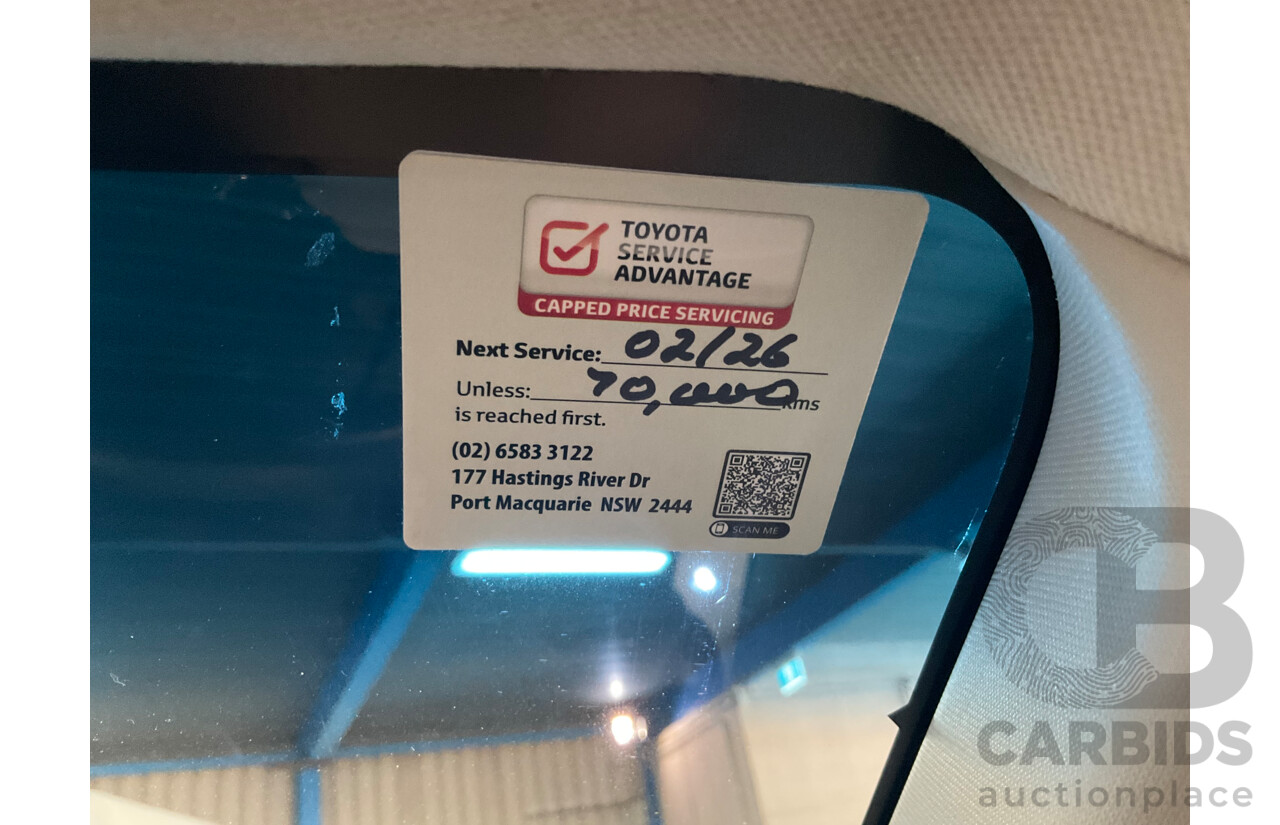 TOYOTA
SERVICE
ADVANTAGE
CAPPED PRICE SERVICING
Next Service: 02/26
Unless: 70,000 kms
is reached first.
(02) 6583 3122
177 Hastings River Dr
Port Macquarie NSW 2444
SCAN ME
CB
CARBIDS
auctionplace